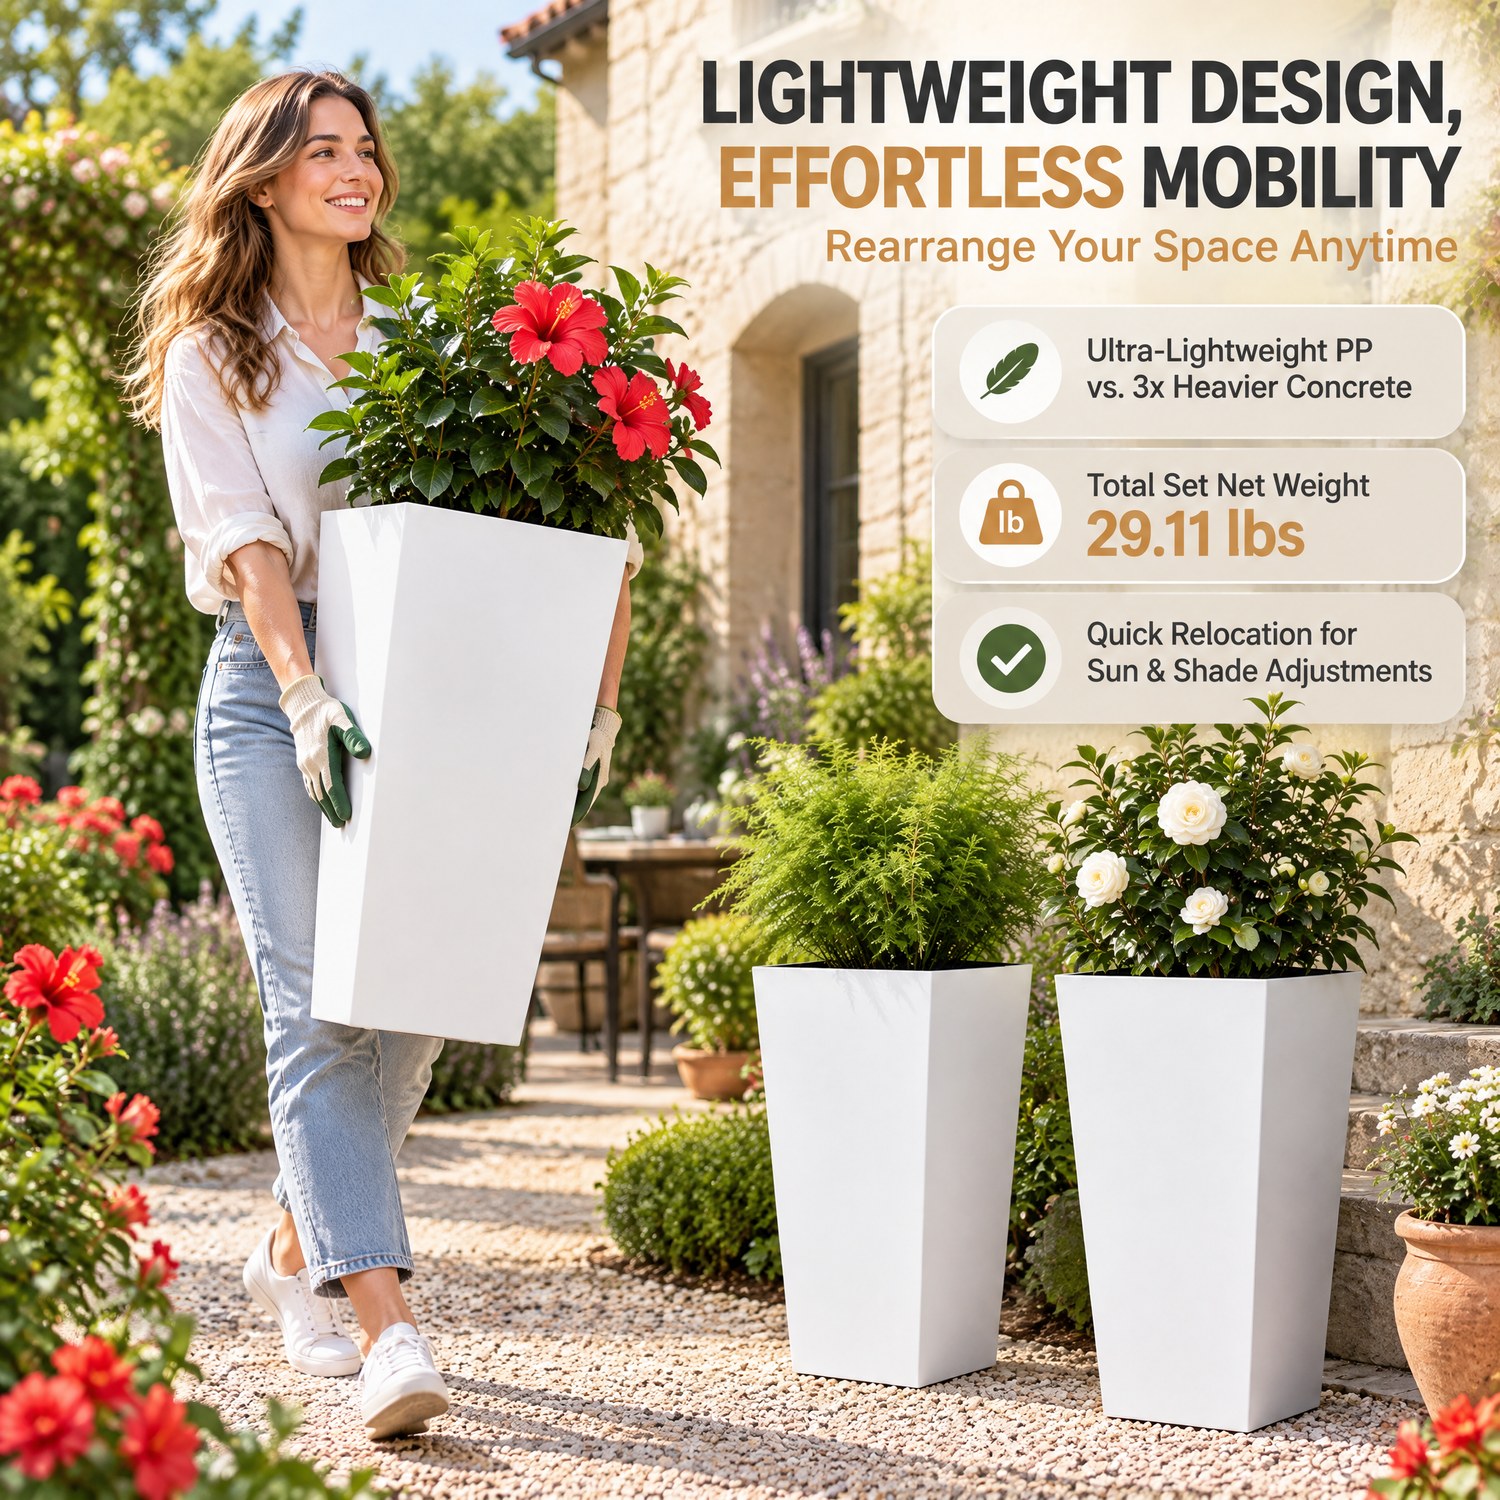 LIGHTWEIGHT DESIGN,
EFFORTLESS MOBILITY
Rearrange Your Space Anytime
Ultra-Lightweight PP
vs. 3x Heavier Concrete
lb
Total Set Net Weight
29.11 lbs
Quick Relocation for
Sun & Shade Adjustments